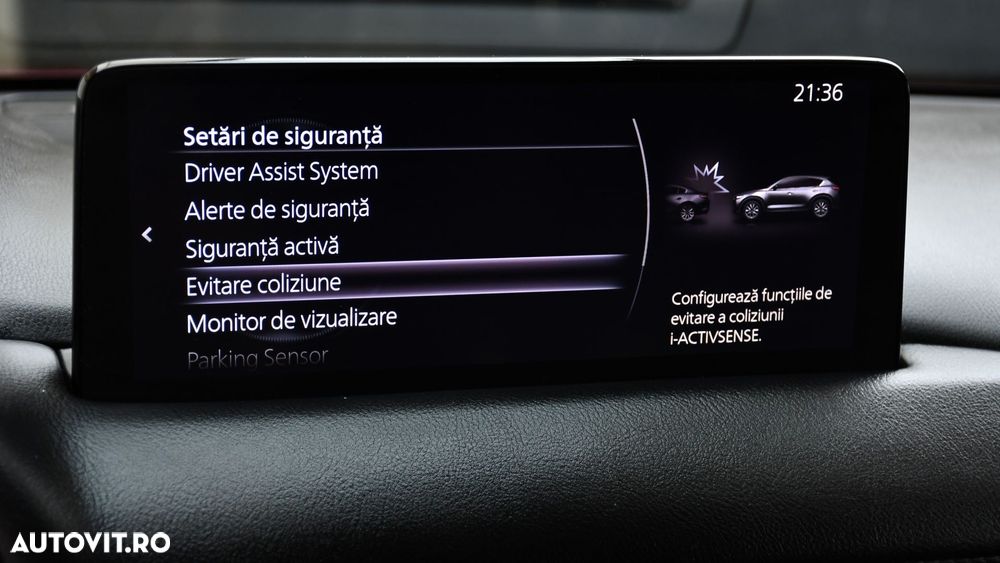 21:36
Setări de siguranță
Driver Assist System
Alerte de siguranță
Siguranță activă
Evitare coliziune
Monitor de vizualizare
Parking Sensor
Configurează funcțiile de
evitare a coliziunii
i-ACTIVSENSE.
AUTOVIT.RO